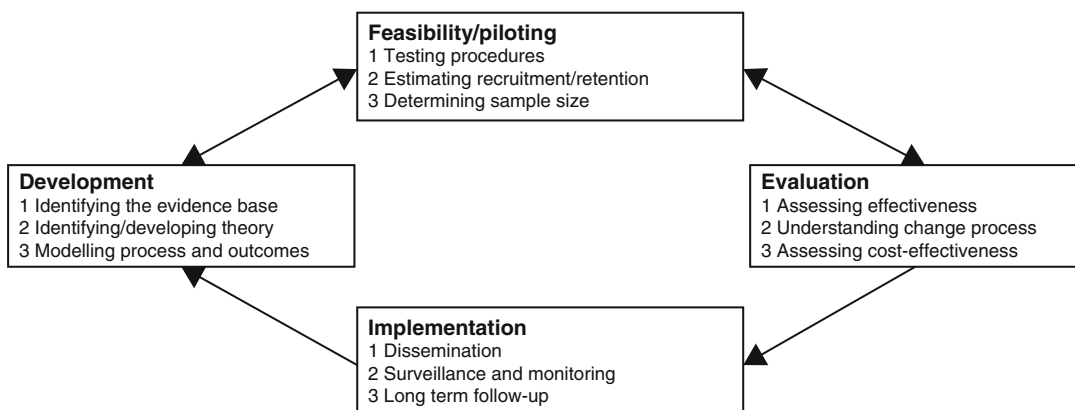 Feasibility/piloting
1 Testing procedures
2 Estimating recruitment/retention
3 Determining sample size
Development
1 Identifying the evidence base
2 Identifying/developing theory
3 Modelling process and outcomes
Evaluation
1 Assessing effectiveness
2 Understanding change process
3 Assessing cost-effectiveness
Implementation
1 Dissemination
2 Surveillance and monitoring
3 Long term follow-up